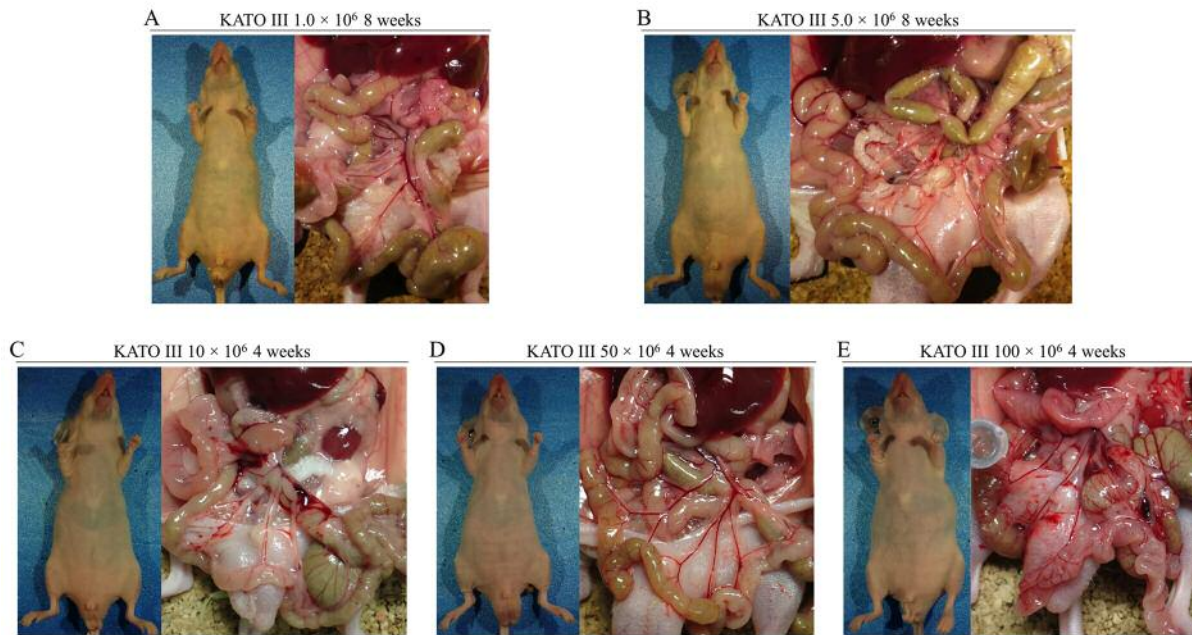 A
KATO III 1.0 × 10⁶ 8 weeks
B
KATO III 5.0 × 10⁶ 8 weeks
C
KATO III 10 × 10⁶ 4 weeks
D
KATO III 50 × 10⁶ 4 weeks
E
KATO III 100 × 10⁶ 4 weeks